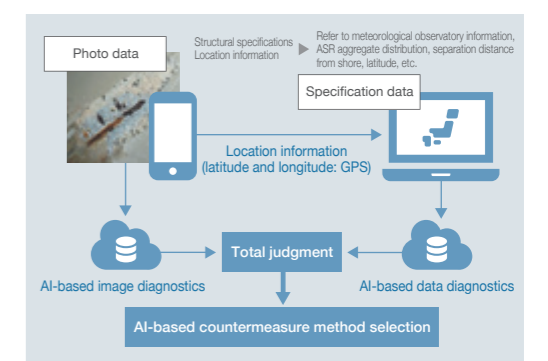 Photo data
Structural specifications
Location information
Refer to meteorological observatory information,
ASR aggregate distribution, separation distance
from shore, latitude, etc.
Specification data
Location information
(latitude and longitude: GPS)
Total judgment
AI-based image diagnostics
AI-based data diagnostics
AI-based countermeasure method selection